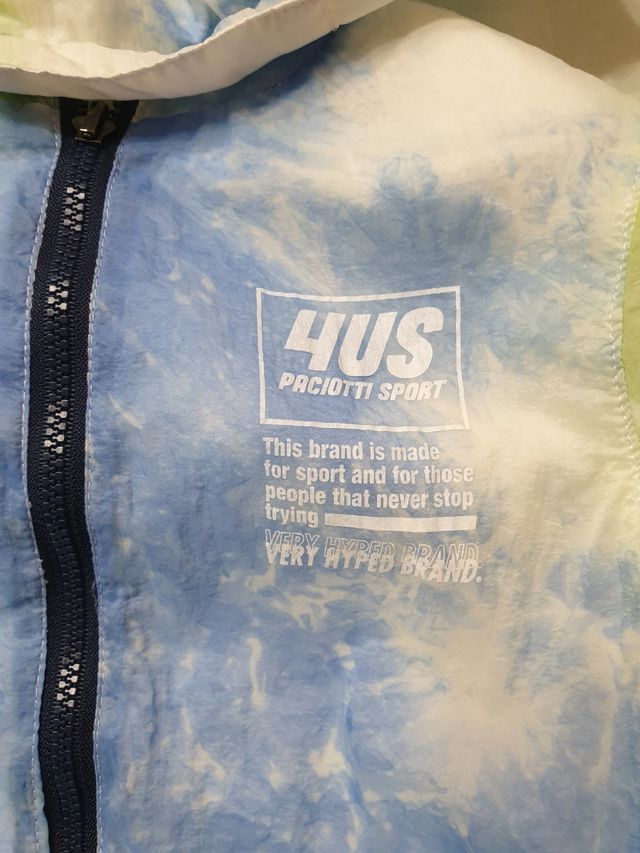 4US
PACIOTTI SPORT
This brand is made
for sport and for those
people that never stop
trying
VERY HYPED BRAND.
VERY HYPED BRAND.